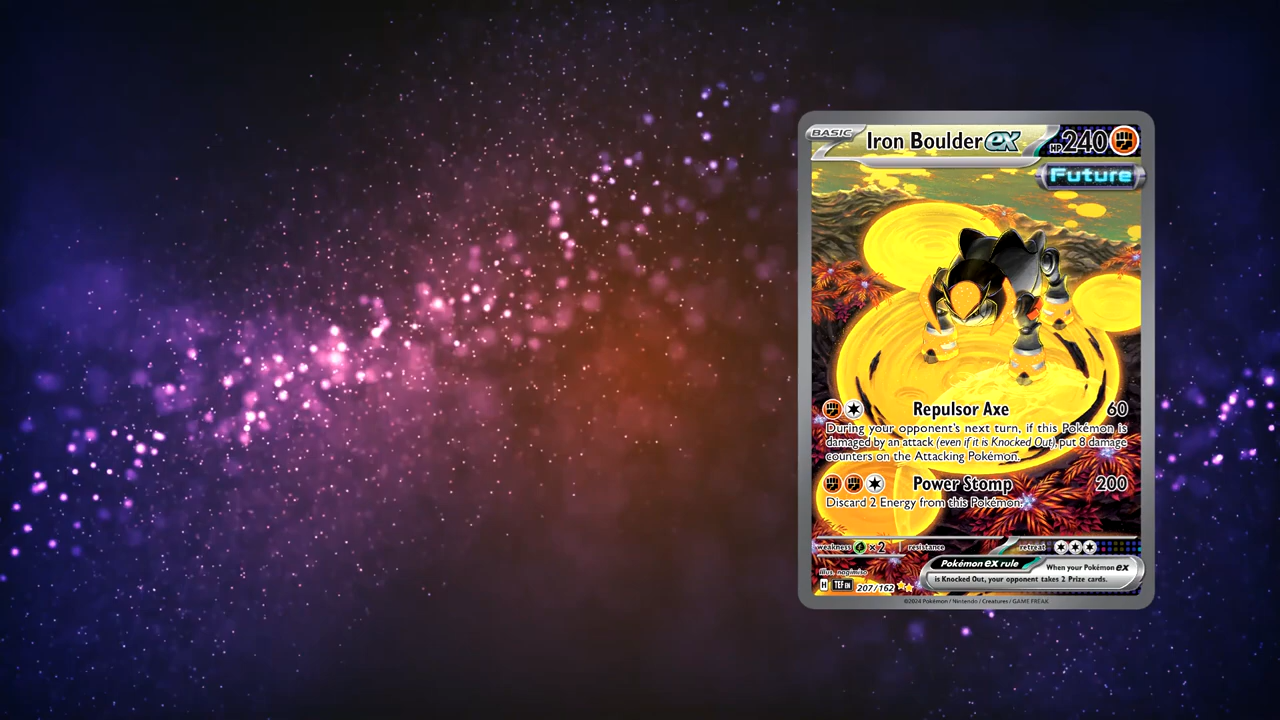 BASIC
Iron Boulder ex
HP 240
Future
Repulsor Axe 60
During your opponent's next turn, if this Pokémon is
damaged by an attack (even if it is Knocked Out), put 8 damage
counters on the Attacking Pokémon.
Power Stomp 200
Discard 2 Energy from this Pokémon.
weakness ×2 resistance retreat
Pokémon ex rule
When your Pokémon ex
is Knocked Out, your opponent takes 2 Prize cards.
illus. nagimiso
H TEF EN 207/162
©2024 Pokémon / Nintendo / Creatures / GAME FREAK